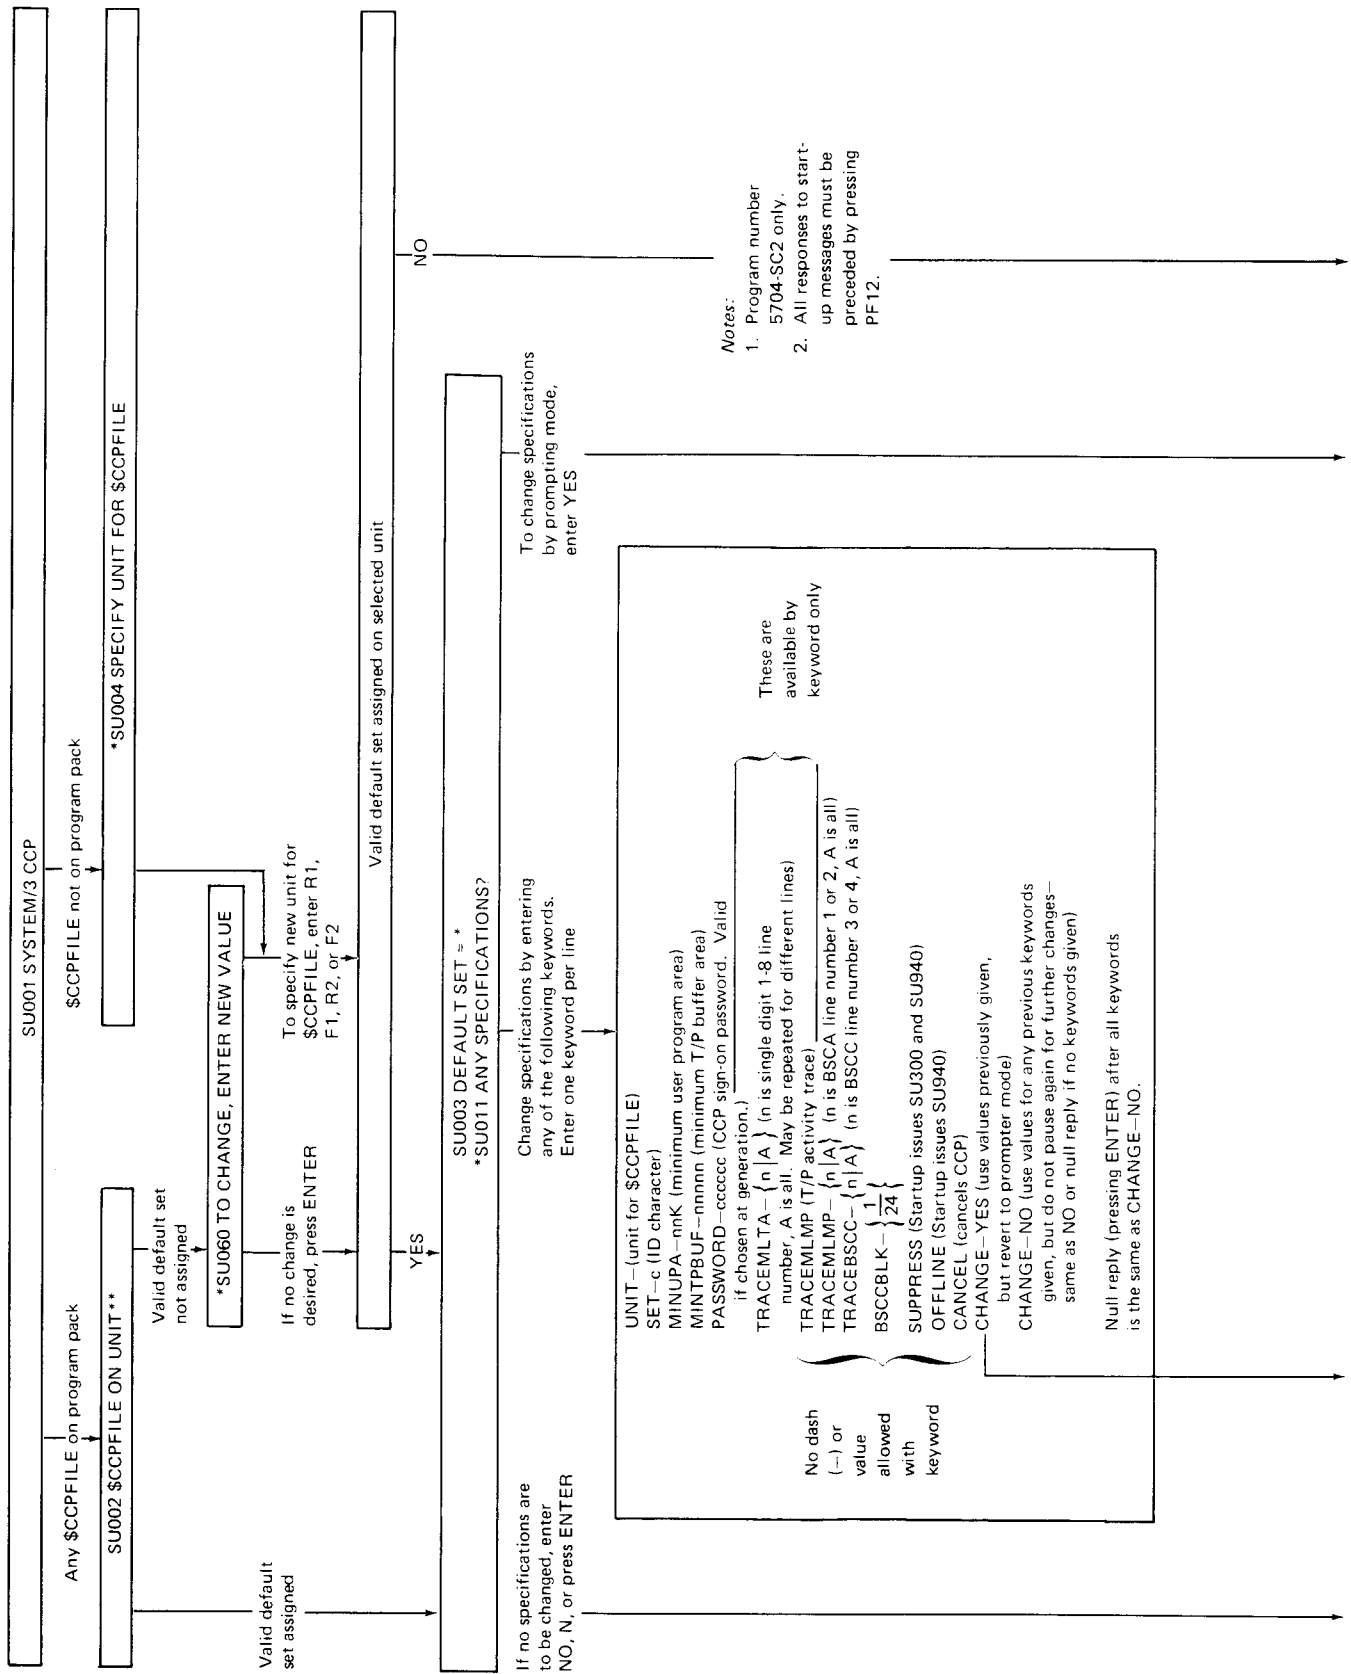 SU001 SYSTEM/3 CCP
Any $CCPFILE on program pack
$CCPFILE not on program pack
SU002 $CCPFILE ON UNIT**
*SU004 SPECIFY UNIT FOR $CCPFILE
Valid default set
not assigned
*SU060 TO CHANGE, ENTER NEW VALUE
Valid default
set assigned
If no change is
desired, press ENTER
To specify new unit for
$CCPFILE, enter R1,
F1, R2, or F2
Valid default set assigned on selected unit
YES
NO
SU003 DEFAULT SET = *
*SU011 ANY SPECIFICATIONS?
If no specifications are
to be changed, enter
NO, N, or press ENTER
Change specifications by entering
any of the following keywords.
Enter one keyword per line
To change specifications
by prompting mode,
enter YES
UNIT–(unit for $CCPFILE)
SET–c (ID character)
MINUPA–nnK (minimum user program area)
MINTPBUF–nnnnn (minimum T/P buffer area)
PASSWORD–cccccc (CCP sign-on password. Valid
if chosen at generation.)
TRACEMLTA–{n|A} (n is single digit 1-8 line
number, A is all. May be repeated for different lines)
TRACEMLMP (T/P activity trace)
TRACEMLMP–{n|A} (n is BSCA line number 1 or 2, A is all)
TRACEBSCC–{n|A} (n is BSCC line number 3 or 4, A is all)
BSCCBLK–{1/24}
SUPPRESS (Startup issues SU300 and SU940)
OFFLINE (Startup issues SU940)
CANCEL (cancels CCP)
CHANGE–YES (use values previously given,
but revert to prompter mode)
CHANGE–NO (use values for any previous keywords
given, but do not pause again for further changes–
same as NO or null reply if no keywords given)
Null reply (pressing ENTER) after all keywords
is the same as CHANGE–NO.
These are
available by
keyword only
No dash
(–) or
value
allowed
with
keyword
Notes:
1. Program number
5704-SC2 only.
2. All responses to start-
up messages must be
preceded by pressing
PF12.